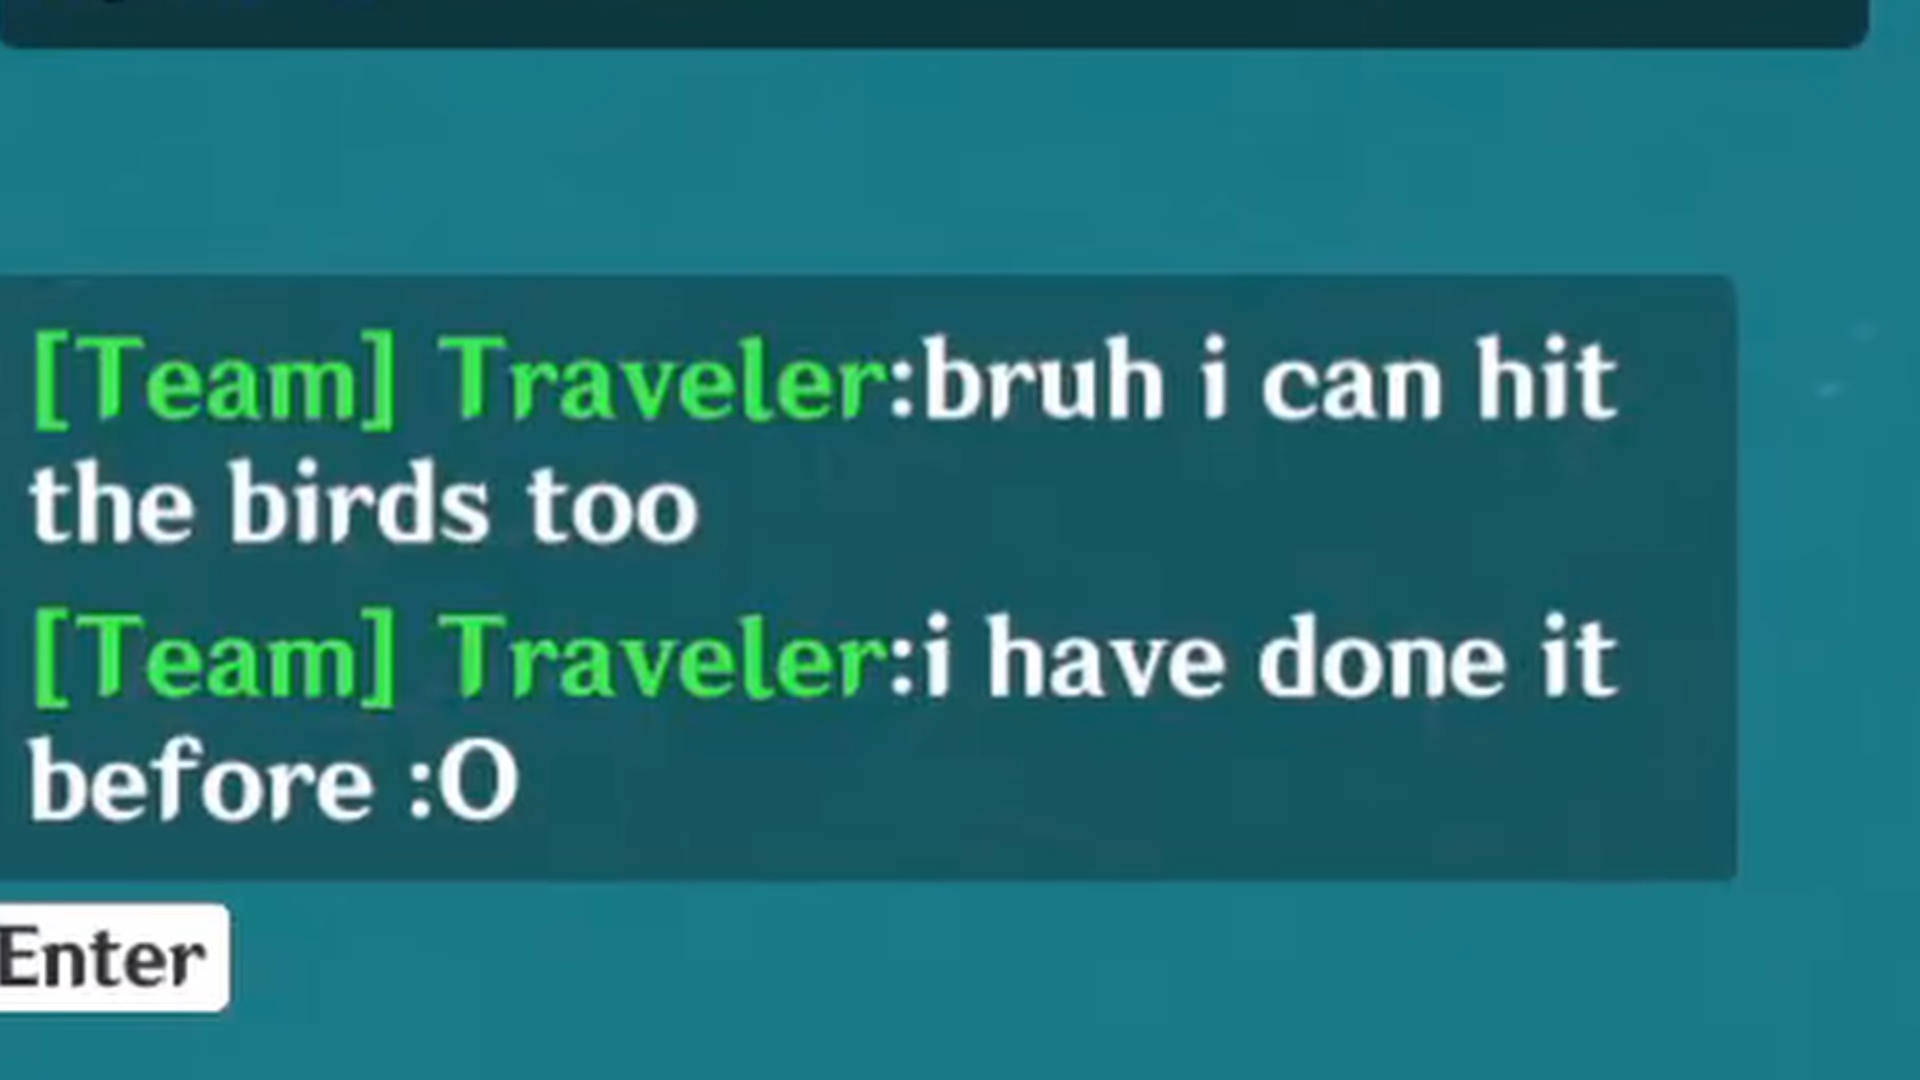 [Team] Traveler:bruh i can hit
the birds too
[Team] Traveler:i have done it
before :O
Enter